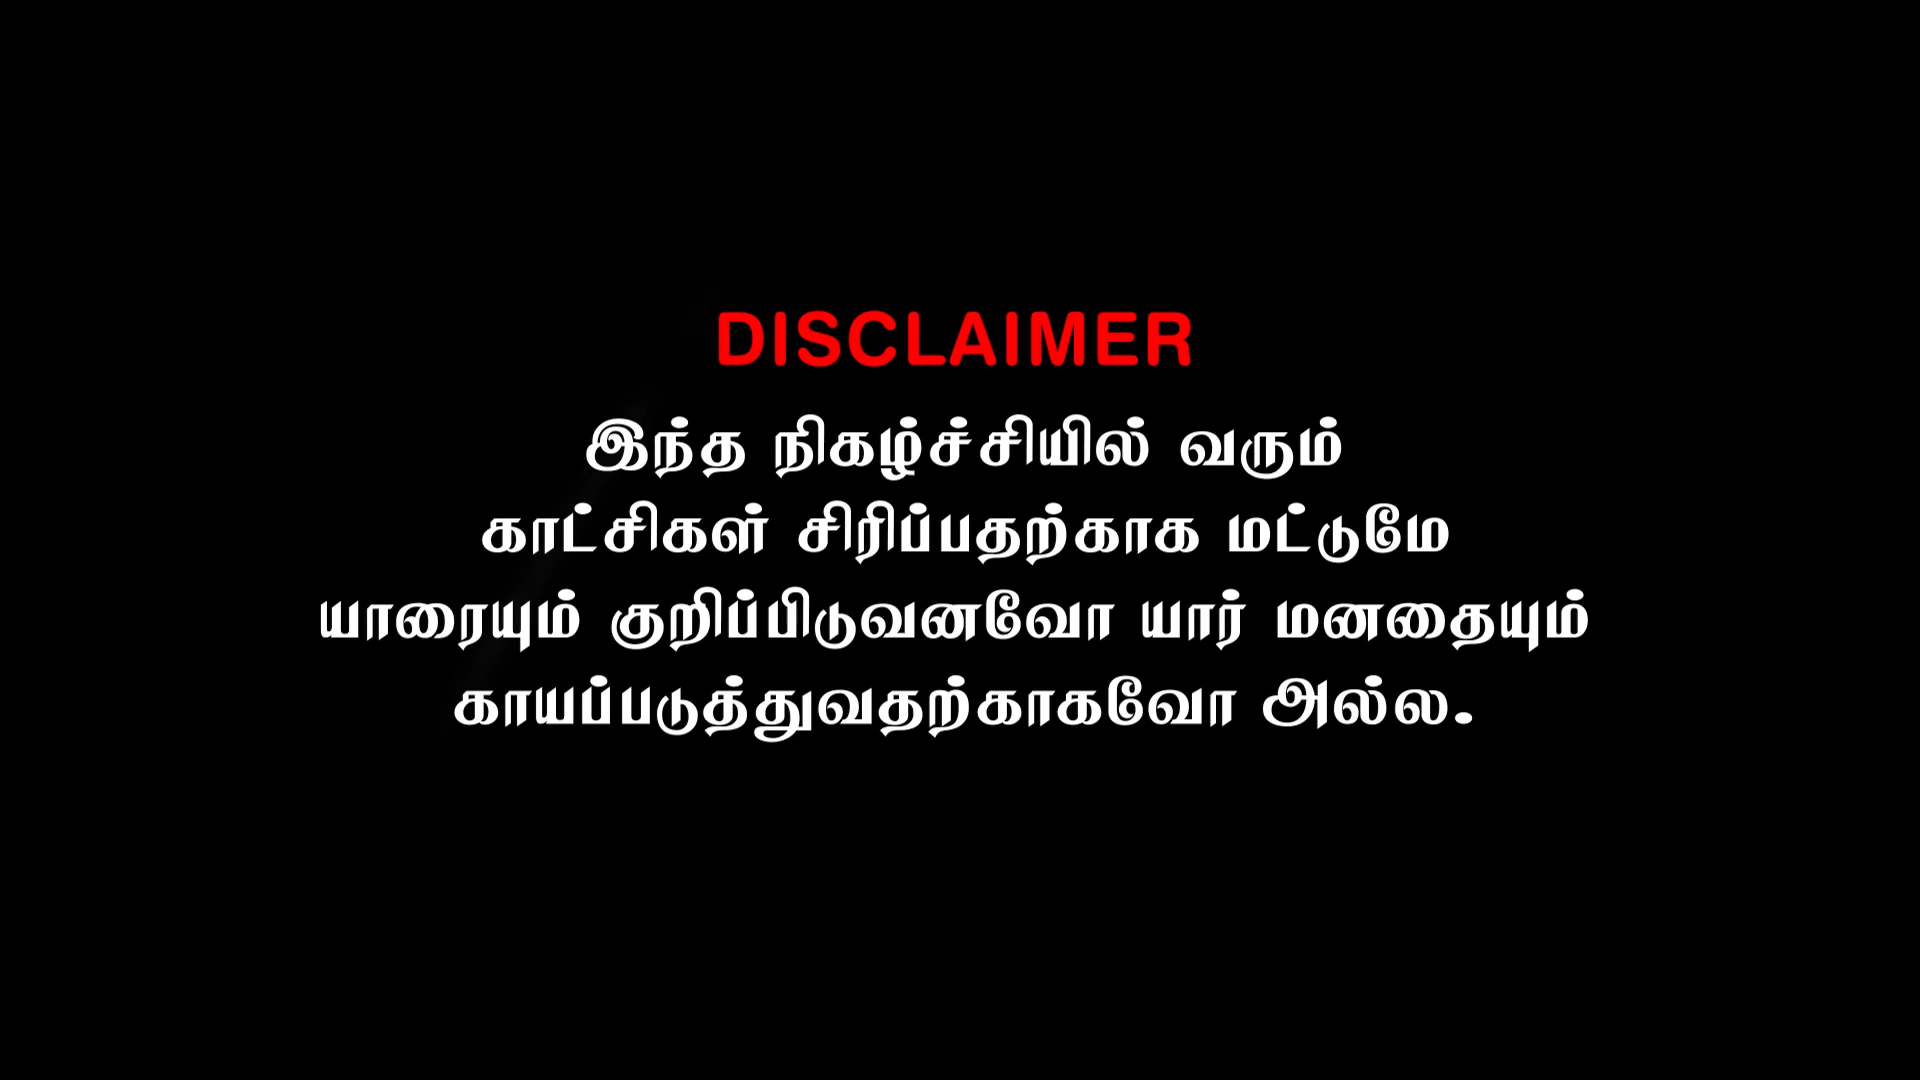 DISCLAIMER
இந்த நிகழ்ச்சியில் வரும்
காட்சிகள் சிரிப்பதற்காக மட்டுமே
யாரையும் குறிப்பிடுவனவோ யார் மனதையும்
காயப்படுத்துவதற்காகவோ அல்ல.